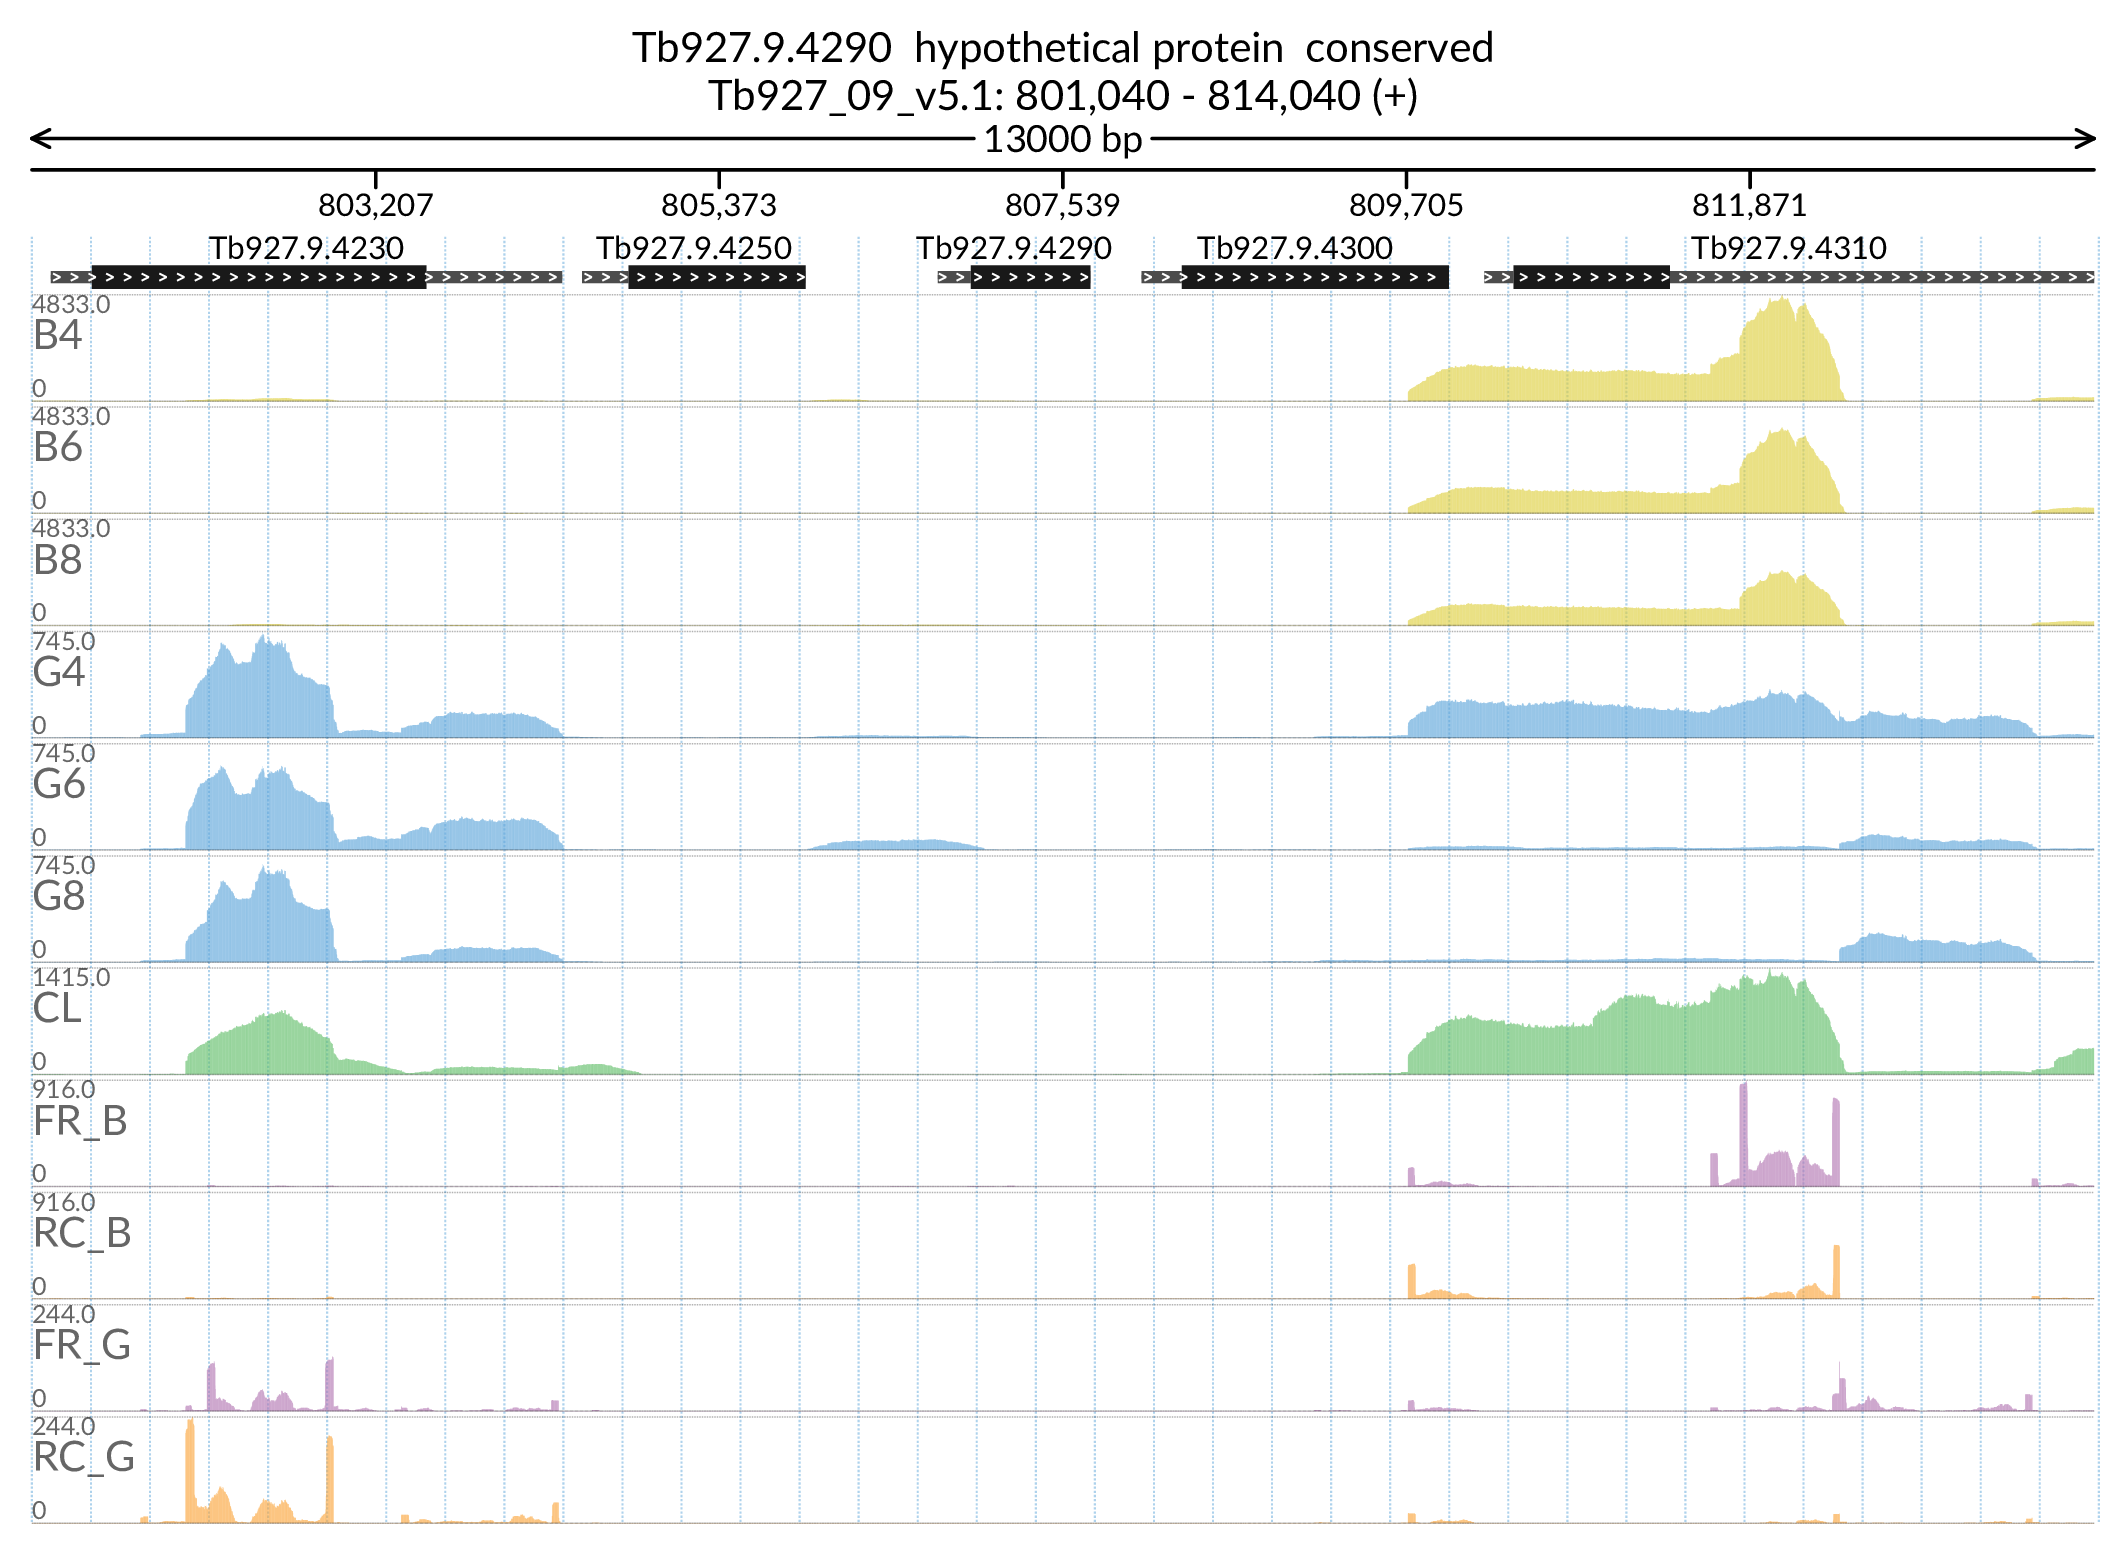 Tb927.9.4290 hypothetical protein conserved
Tb927_09_v5.1: 801,040 - 814,040 (+)
13000 bp
803,207 805,373 807,539 809,705 811,871
Tb927.9.4230 Tb927.9.4250 Tb927.9.4290 Tb927.9.4300 Tb927.9.4310
4833.0
B4
0
4833.0
B6
0
4833.0
B8
0
745.0
G4
0
745.0
G6
0
745.0
G8
0
1415.0
CL
0
916.0
FR_B
0
916.0
RC_B
0
244.0
FR_G
0
244.0
RC_G
0